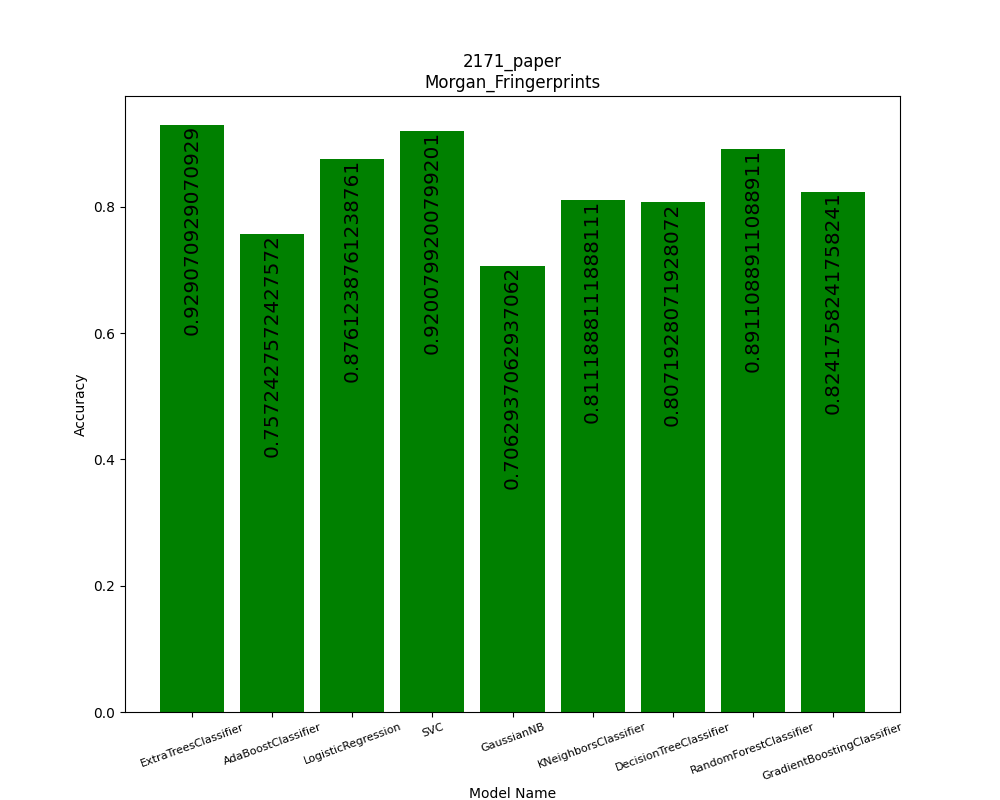 2171_paper
Morgan_Fringerprints
Accuracy
0.8
0.6
0.4
0.2
0.0
0.929070929070929
0.7572427572427572
0.8761238761238761
0.9200799200799201
0.7062937062937062
0.8111888111888111
0.8071928071928072
0.8911088911088911
0.8241758241758241
ExtraTreesClassifier
AdaBoostClassifier
LogisticRegression
SVC
GaussianNB
KNeighborsClassifier
DecisionTreeClassifier
RandomForestClassifier
GradientBoostingClassifier
Model Name